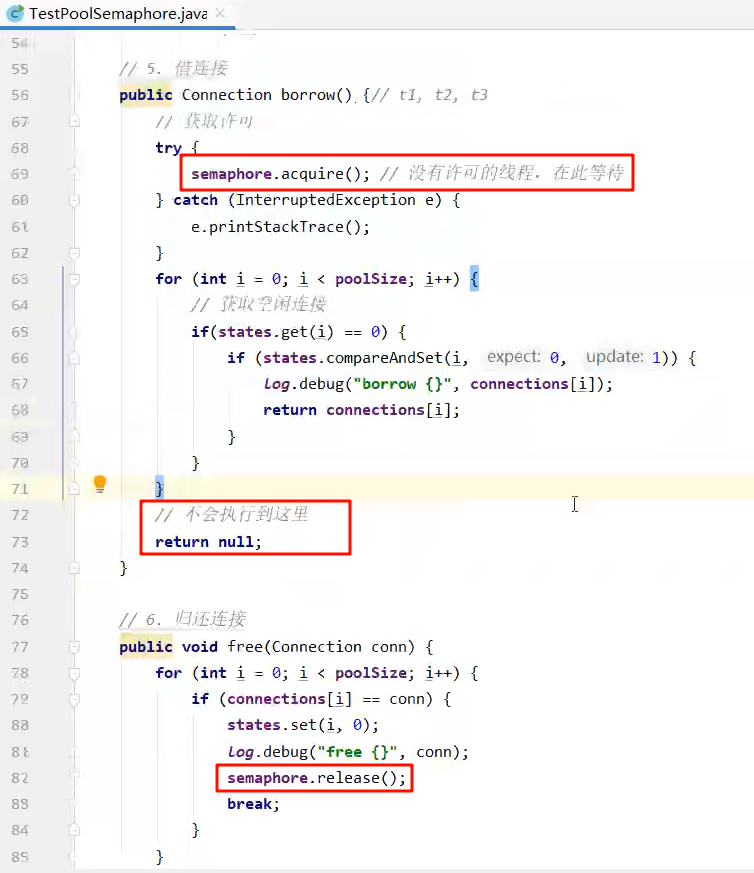 TestPoolSemaphore.java ×
54
55 // 5. 借连接
56 public Connection borrow() {// t1, t2, t3
67 // 获取许可
68 try {
69 semaphore.acquire(); // 没有许可的线程，在此等待
60 } catch (InterruptedException e) {
61 e.printStackTrace();
62 }
63 for (int i = 0; i < poolSize; i++) {
64 // 获取空闲连接
65 if(states.get(i) == 0) {
66 if (states.compareAndSet(i, expect: 0, update: 1)) {
67 log.debug("borrow {}", connections[i]);
68 return connections[i];
69 }
70 }
71 }
72 // 不会执行到这里
73 return null;
74 }
75
76 // 6. 归还连接
77 public void free(Connection conn) {
78 for (int i = 0; i < poolSize; i++) {
79 if (connections[i] == conn) {
80 states.set(i, 0);
81 log.debug("free {}", conn);
82 semaphore.release();
83 break;
84 }
85 }